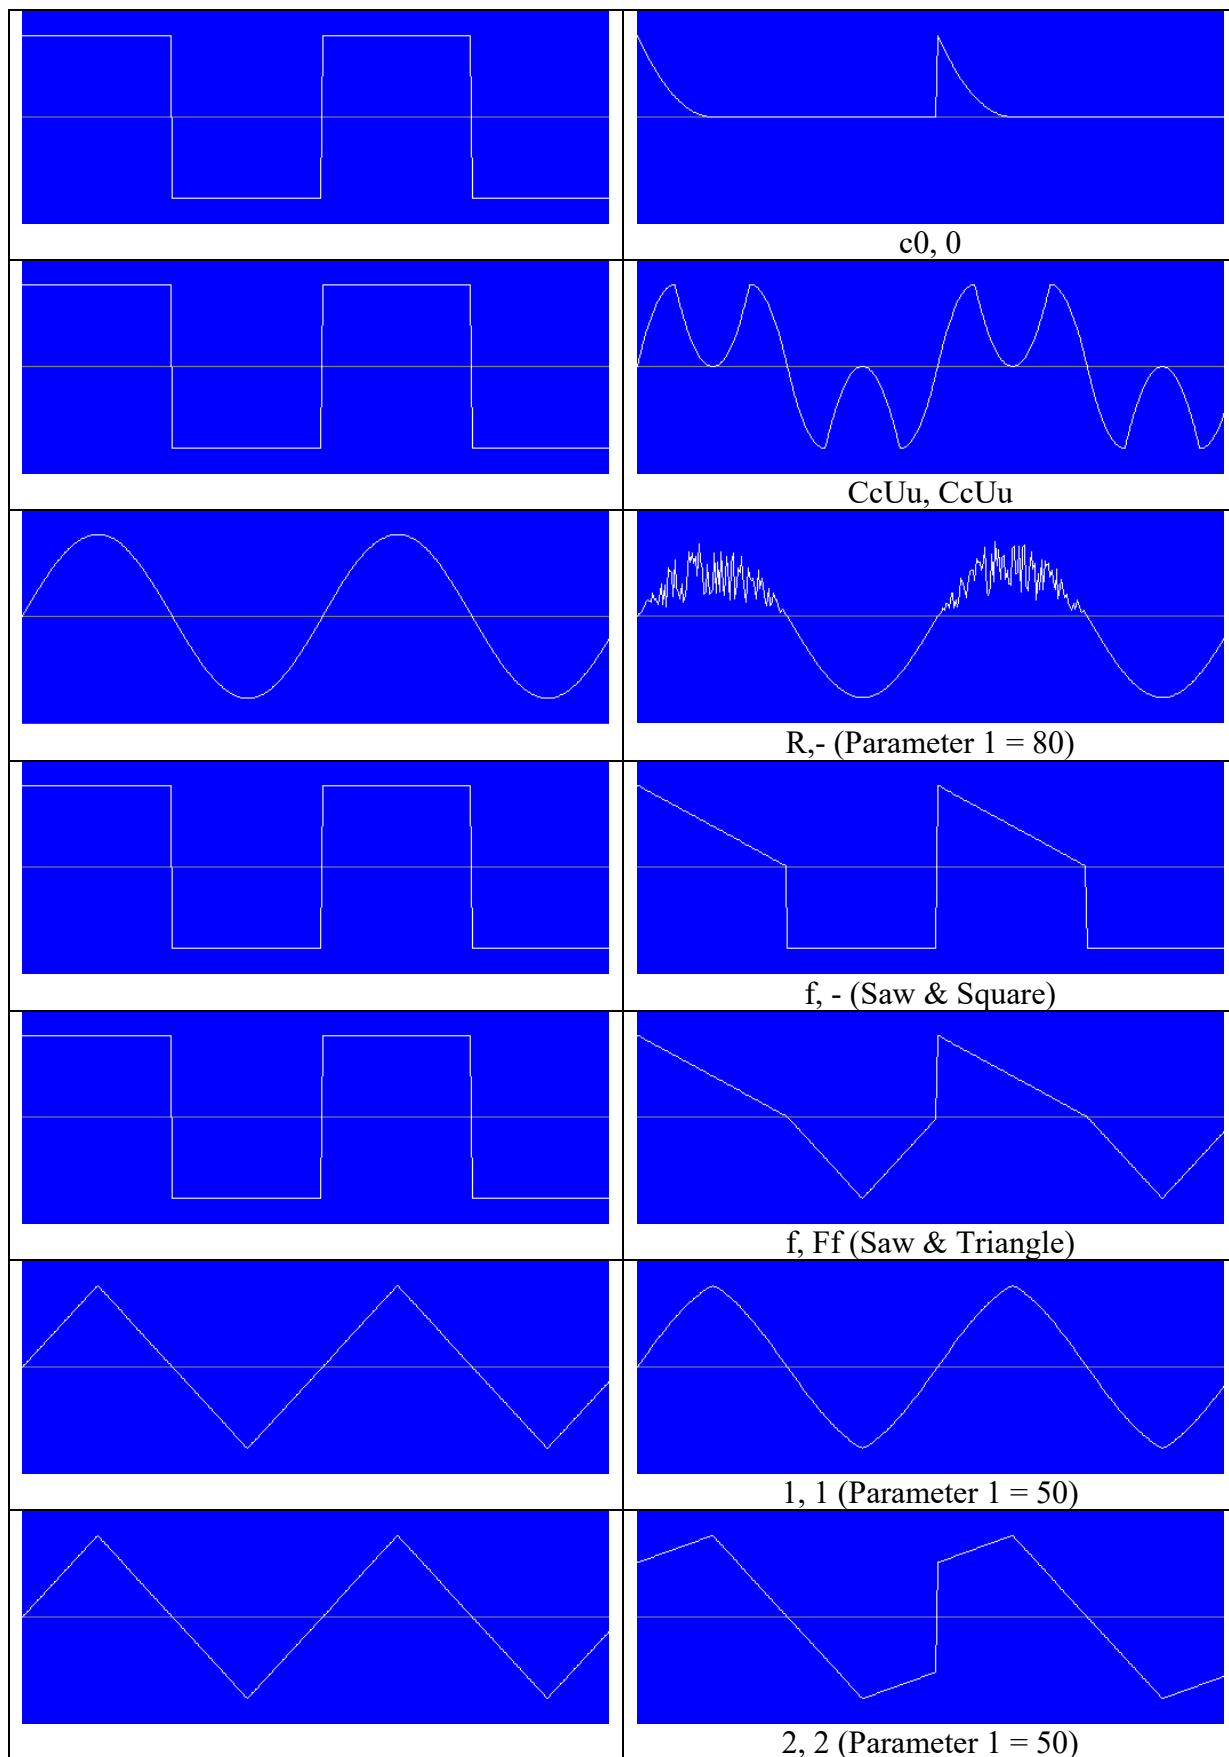 c0, 0
CcUu, CcUu
R,- (Parameter 1 = 80)
f, - (Saw & Square)
f, Ff (Saw & Triangle)
1, 1 (Parameter 1 = 50)
2, 2 (Parameter 1 = 50)